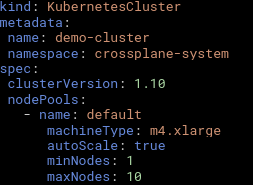 kind: KubernetesCluster
metadata:
 name: demo-cluster
 namespace: crossplane-system
spec:
 clusterVersion: 1.10
 nodePools:
   - name: default
     machineType: m4.xlarge
     autoScale: true
     minNodes: 1
     maxNodes: 10